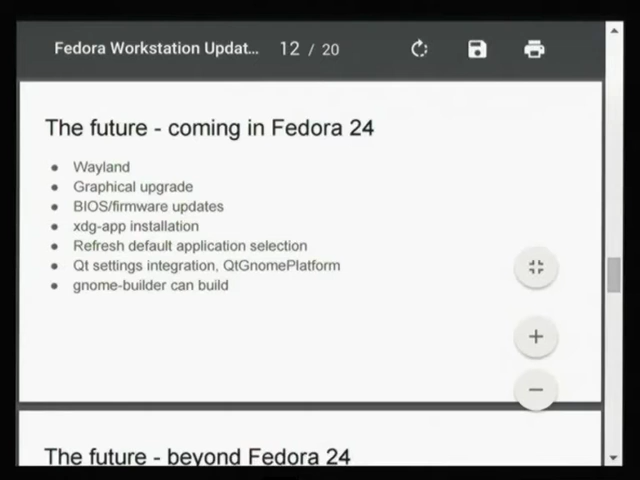 Fedora Workstation Updat... 12 / 20
The future - coming in Fedora 24
● Wayland
● Graphical upgrade
● BIOS/firmware updates
● xdg-app installation
● Refresh default application selection
● Qt settings integration, QtGnomePlatform
● gnome-builder can build
The future - beyond Fedora 24